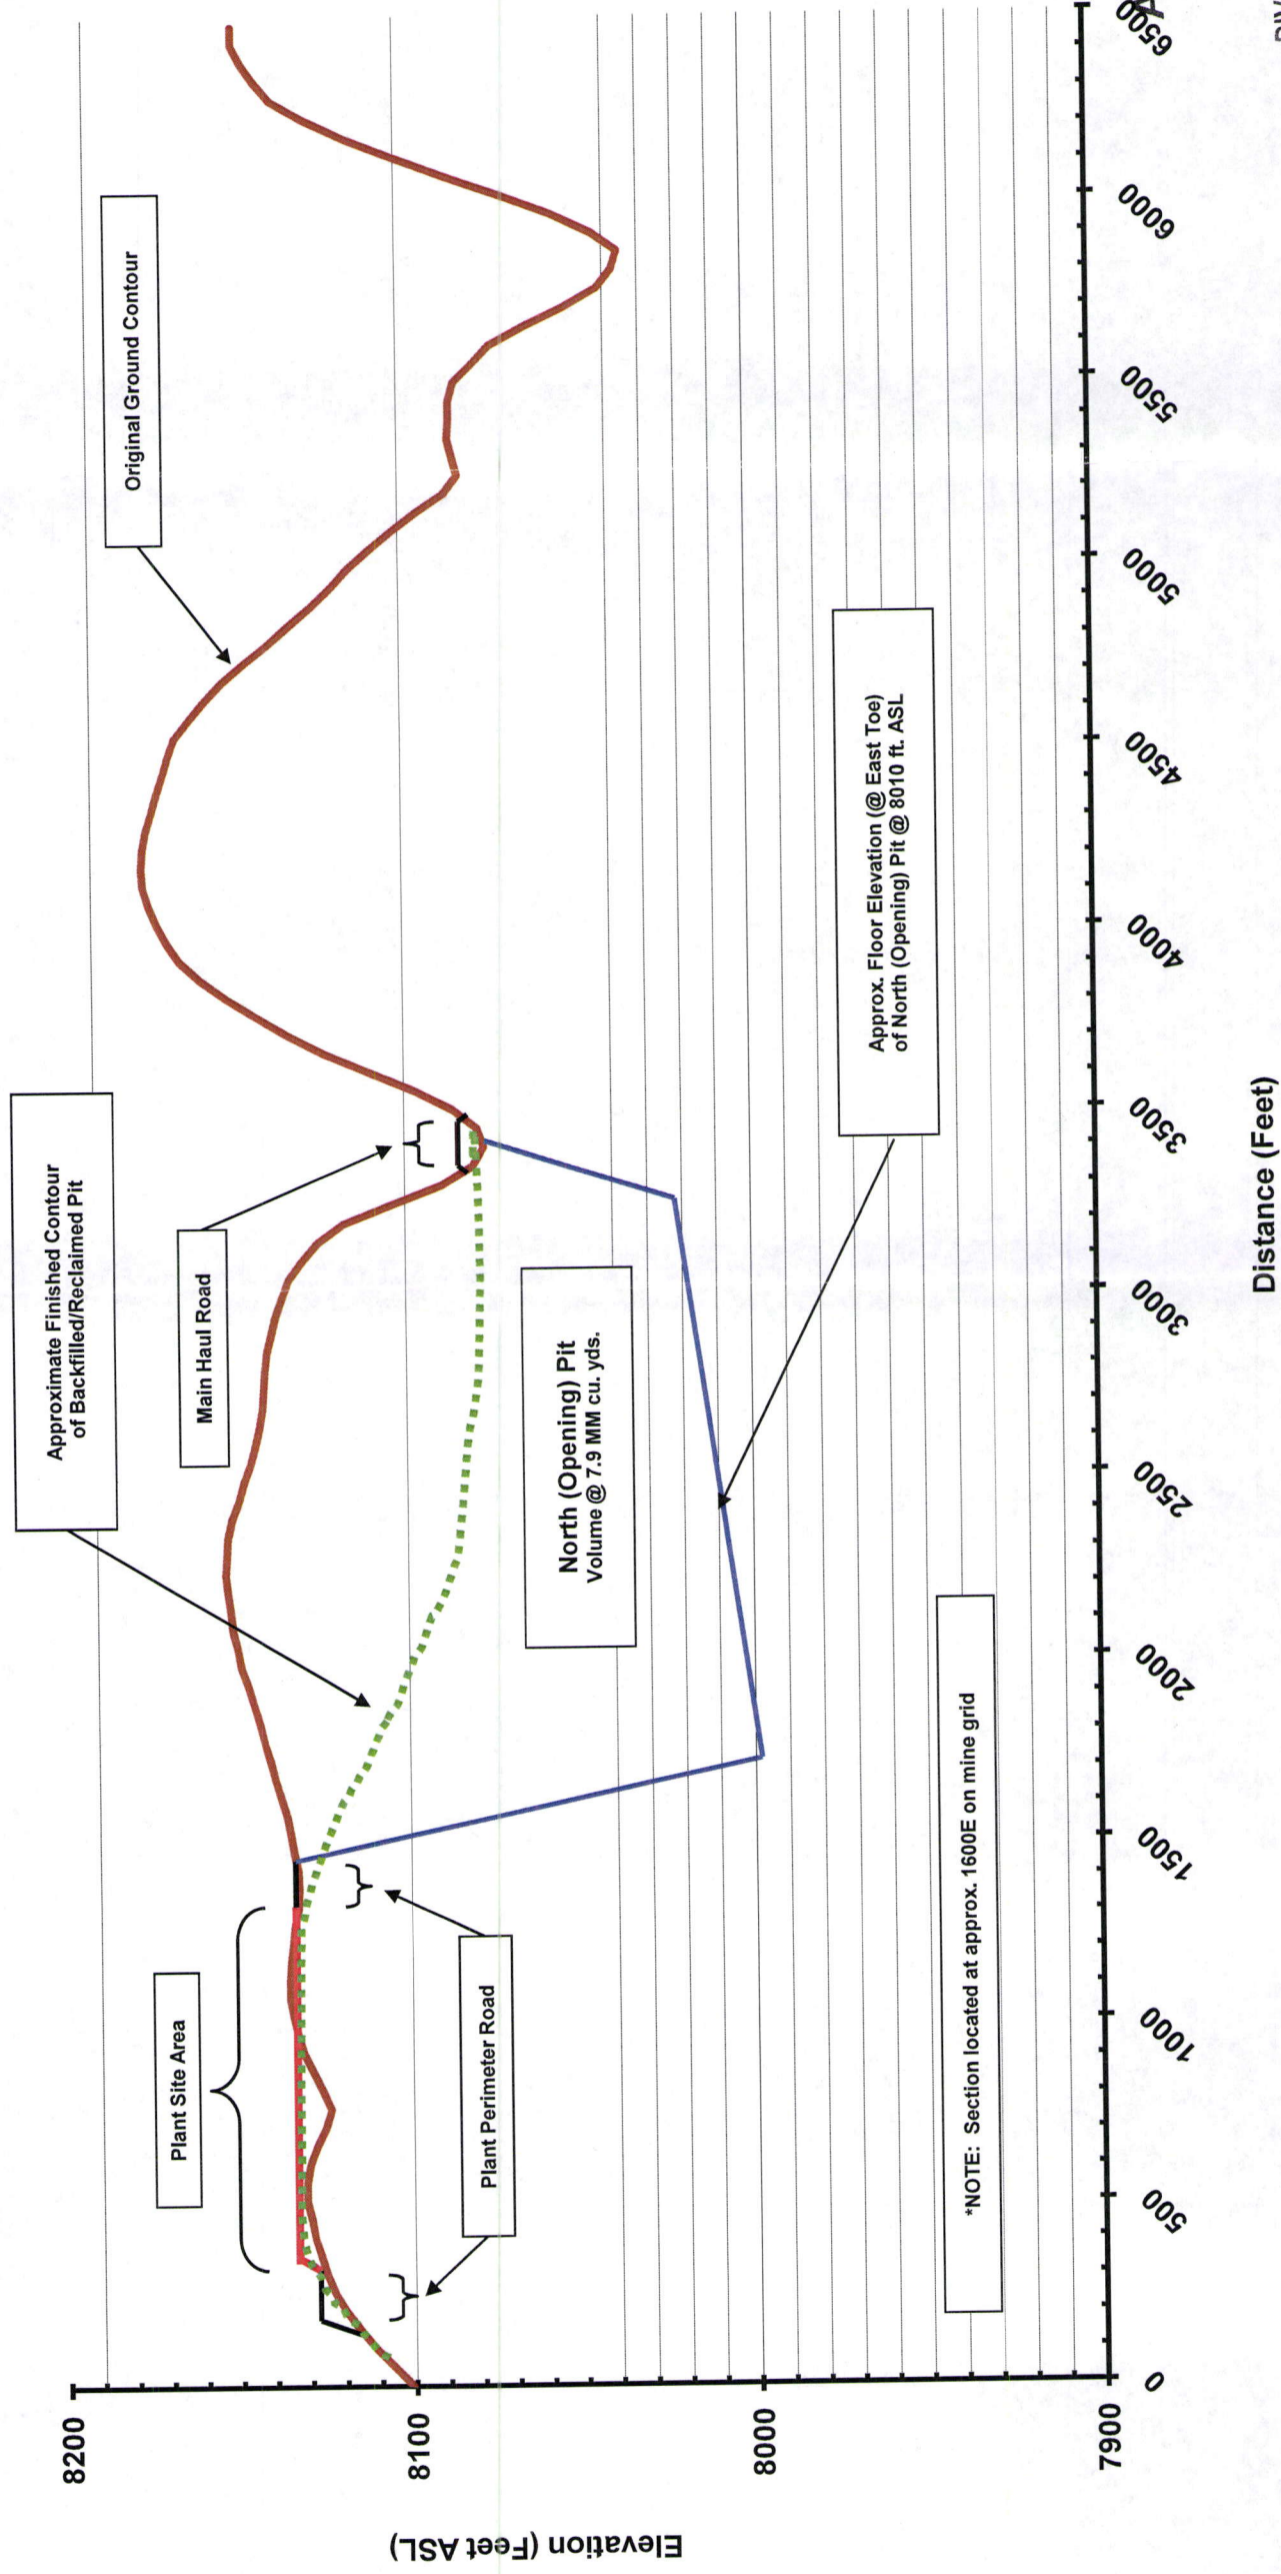 Approximate Finished Contour
of Backfilled/Reclaimed Pit
Original Ground Contour
Main Haul Road
Plant Site Area
Plant Perimeter Road
North (Opening) Pit
Volume @ 7.9 MM cu. yds.
Approx. Floor Elevation (@ East Toe)
of North (Opening) Pit @ 8010 ft. ASL
*NOTE: Section located at approx. 1600E on mine grid
Elevation (Feet ASL)
8200
8100
8000
7900
0
500
1000
1500
2000
2500
3000
3500
4000
4500
5000
5500
6000
6500
Distance (Feet)